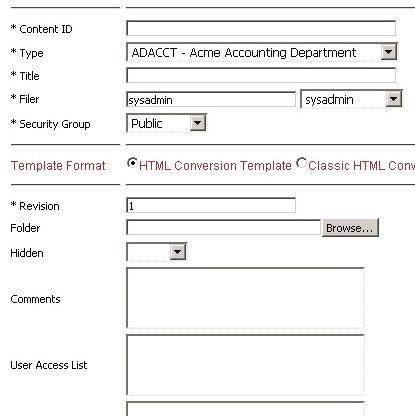 * Content ID
* Type ADACCT - Acme Accounting Department
* Title
* Filer sysadmin sysadmin
* Security Group Public
Template Format HTML Conversion Template Classic HTML Conv
* Revision 1
Folder Browse...
Hidden
Comments
User Access List